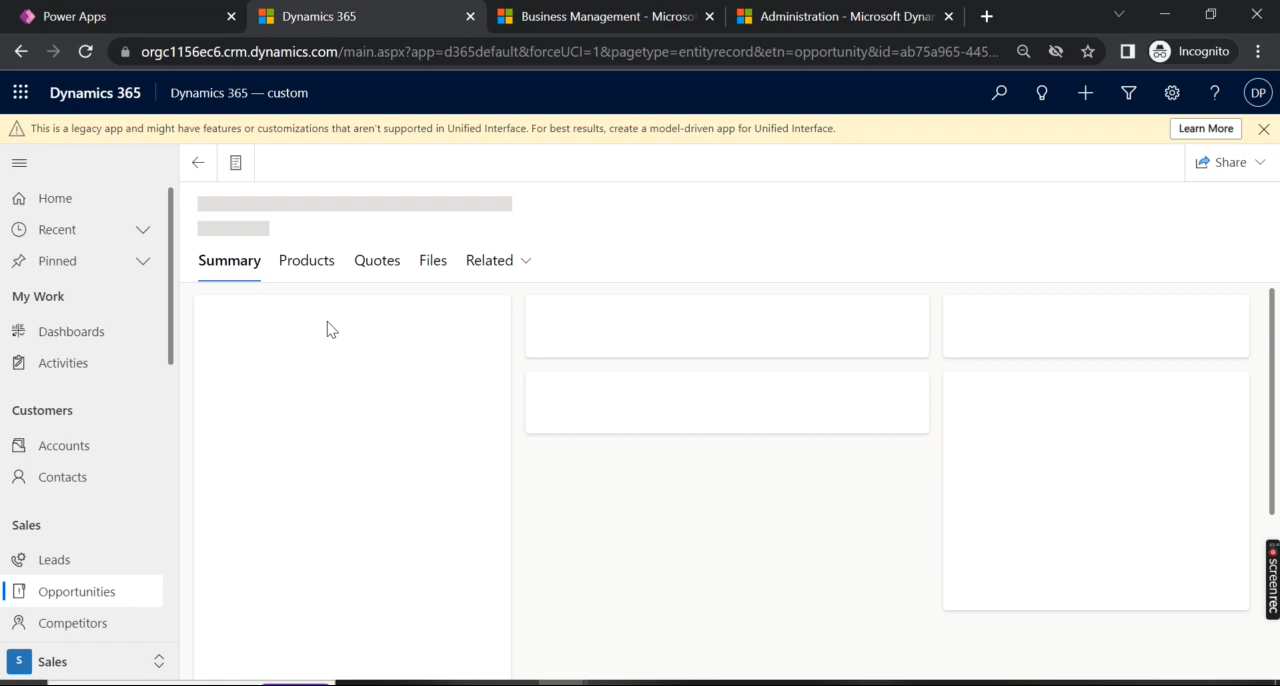 Power Apps
Dynamics 365
Business Management - Microso
Administration - Microsoft Dynar
orgc1156ec6.crm.dynamics.com/main.aspx?app=d365default&forceUCI=1&pagetype=entityrecord&etn=opportunity&id=ab75a965-445...
Incognito
Dynamics 365
Dynamics 365 — custom
DP
This is a legacy app and might have features or customizations that aren't supported in Unified Interface. For best results, create a model-driven app for Unified Interface.
Learn More
Share
Home
Recent
Pinned
My Work
Dashboards
Activities
Customers
Accounts
Contacts
Sales
Leads
Opportunities
Competitors
S Sales
Summary
Products
Quotes
Files
Related
screenrec